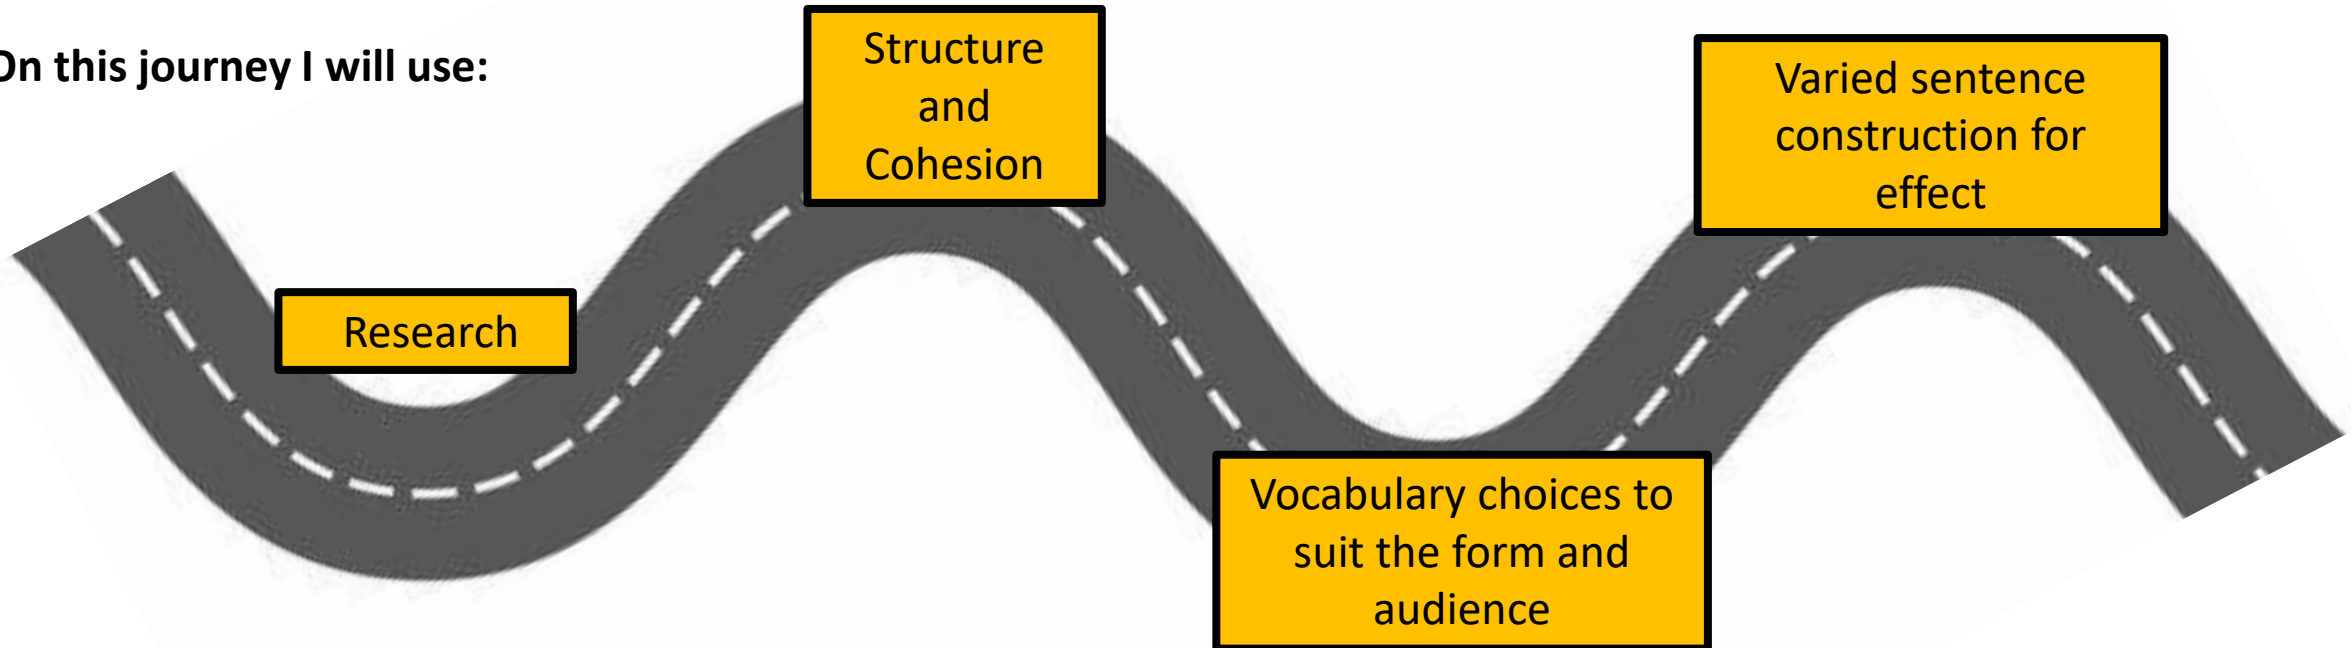 On this journey I will use:
Research
Structure
and
Cohesion
Vocabulary choices to
suit the form and
audience
Varied sentence
construction for
effect